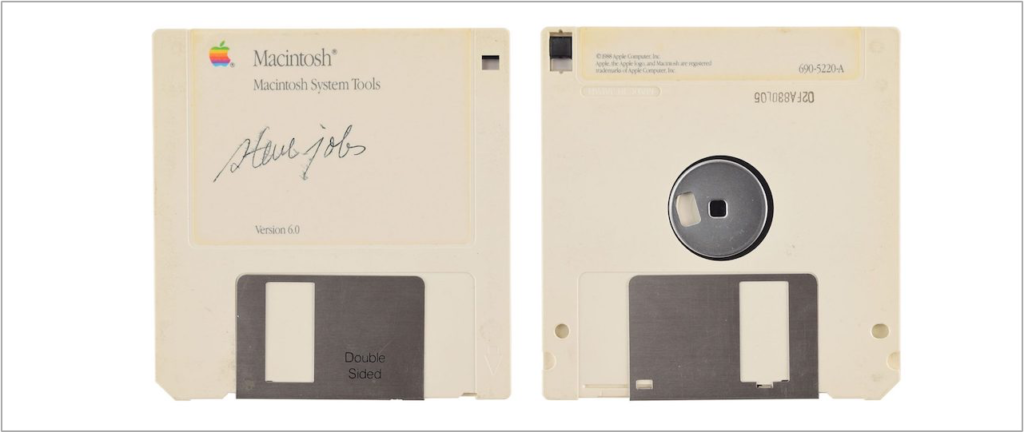 Macintosh®
Macintosh System Tools
steve jobs
Version 6.0
Double
Sided
©1988 Apple Computer, Inc.
Apple, the Apple logo, and Macintosh are registered
trademarks of Apple Computer, Inc.
690-5220-A
02FA880L05